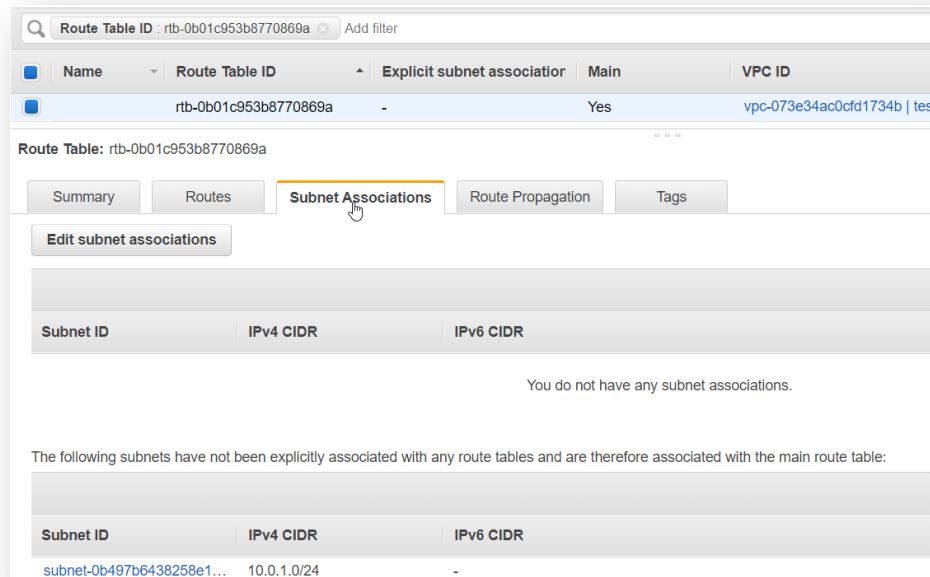 Route Table ID : rtb-0b01c953b8770869a Add filter
Name Route Table ID Explicit subnet association Main VPC ID
rtb-0b01c953b8770869a - Yes vpc-073e34ac0cfd1734b | tes
Route Table: rtb-0b01c953b8770869a
Summary Routes Subnet Associations Route Propagation Tags
Edit subnet associations
Subnet ID IPv4 CIDR IPv6 CIDR
You do not have any subnet associations.
The following subnets have not been explicitly associated with any route tables and are therefore associated with the main route table:
Subnet ID IPv4 CIDR IPv6 CIDR
subnet-0b497b6438258e1... 10.0.1.0/24 -